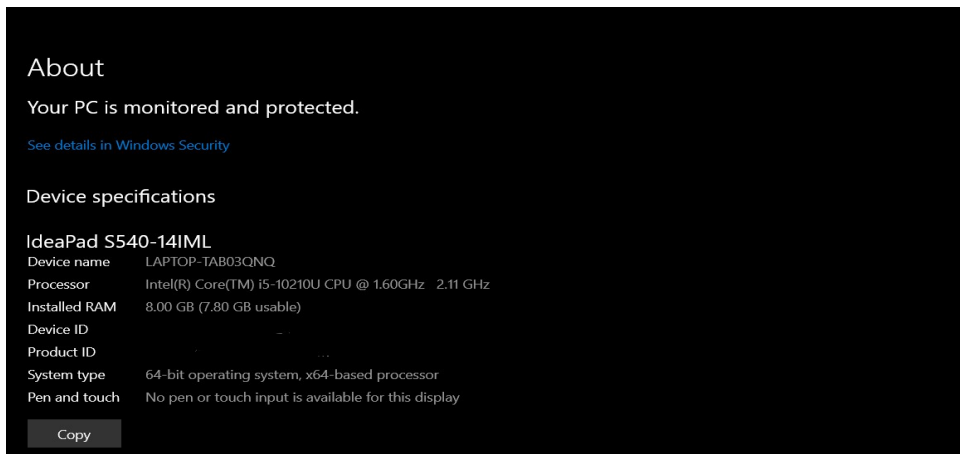 About
Your PC is monitored and protected.
See details in Windows Security
Device specifications
IdeaPad S540-14IML
Device name LAPTOP-TAB03QNQ
Processor Intel(R) Core(TM) i5-10210U CPU @ 1.60GHz 2.11 GHz
Installed RAM 8.00 GB (7.80 GB usable)
Device ID
Product ID
System type 64-bit operating system, x64-based processor
Pen and touch No pen or touch input is available for this display
Copy